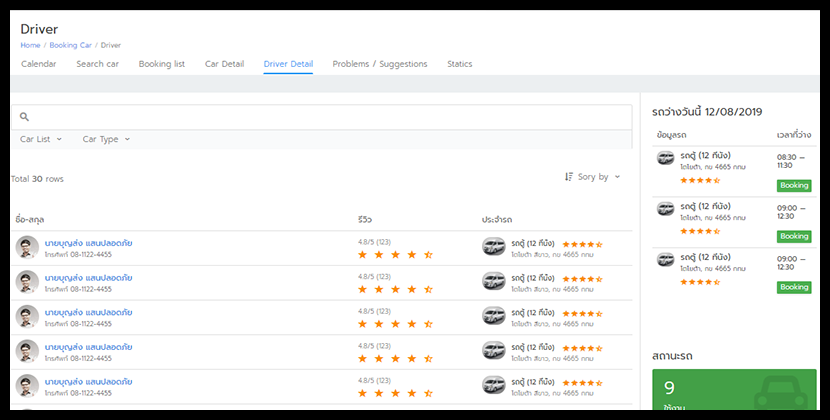 Driver
Home / Booking Car / Driver
Calendar Search car Booking list Car Detail Driver Detail Problems / Suggestions Statics
Car List Car Type
Total 30 rows
Sory by
ชื่อ-สกุล รีวิว ประจำรถ
นายบุญส่ง แสนปลอดภัย
โทรศัพท์ 08-1122-4455
4.8/5 (123)
รถตู้ (12 ที่นั่ง)
โตโยต้า สีขาว, กข 4665 กทม
นายบุญส่ง แสนปลอดภัย
โทรศัพท์ 08-1122-4455
4.8/5 (123)
รถตู้ (12 ที่นั่ง)
โตโยต้า สีขาว, กข 4665 กทม
นายบุญส่ง แสนปลอดภัย
โทรศัพท์ 08-1122-4455
4.8/5 (123)
รถตู้ (12 ที่นั่ง)
โตโยต้า สีขาว, กข 4665 กทม
นายบุญส่ง แสนปลอดภัย
โทรศัพท์ 08-1122-4455
4.8/5 (123)
รถตู้ (12 ที่นั่ง)
โตโยต้า สีขาว, กข 4665 กทม
นายบุญส่ง แสนปลอดภัย
โทรศัพท์ 08-1122-4455
4.8/5 (123)
รถตู้ (12 ที่นั่ง)
โตโยต้า สีขาว, กข 4665 กทม
รถว่างวันนี้ 12/08/2019
ข้อมูลรถ เวลาที่ว่าง
รถตู้ (12 ที่นั่ง)
โตโยต้า, กข 4665 กทม
08:30 –
11:30
Booking
รถตู้ (12 ที่นั่ง)
โตโยต้า, กข 4665 กทม
09:00 –
12:30
Booking
รถตู้ (12 ที่นั่ง)
โตโยต้า, กข 4665 กทม
09:00 –
12:30
Booking
สถานะรถ
9
ใช้งาน